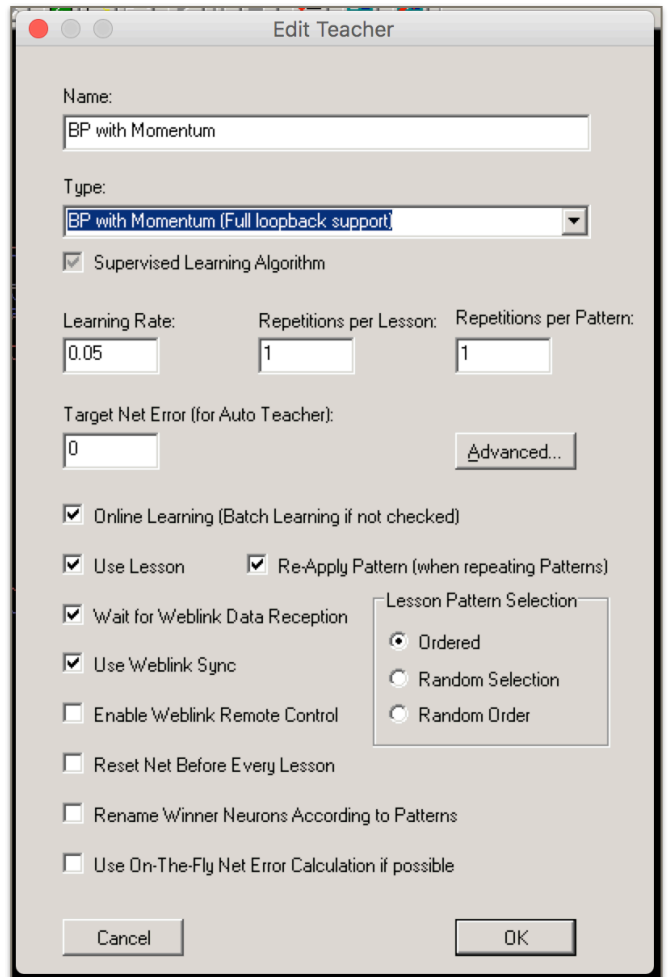 Edit Teacher
Name:
BP with Momentum
Type:
BP with Momentum (Full loopback support)
Supervised Learning Algorithm
Learning Rate: Repetitions per Lesson: Repetitions per Pattern:
0.05 1 1
Target Net Error (for Auto Teacher):
0 Advanced...
Online Learning (Batch Learning if not checked)
Use Lesson Re-Apply Pattern (when repeating Patterns)
Lesson Pattern Selection
Wait for Weblink Data Reception
Ordered
Use Weblink Sync
Random Selection
Enable Weblink Remote Control Random Order
Reset Net Before Every Lesson
Rename Winner Neurons According to Patterns
Use On-The-Fly Net Error Calculation if possible
Cancel OK